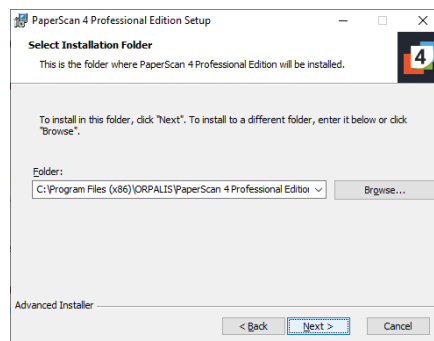 PaperScan 4 Professional Edition Setup
Select Installation Folder
This is the folder where PaperScan 4 Professional Edition will be installed.
4
To install in this folder, click "Next". To install to a different folder, enter it below or click
"Browse".
Folder:
C:\Program Files (x86)\ORPALIS\PaperScan 4 Professional Edition
Browse...
Advanced Installer
< Back
Next >
Cancel